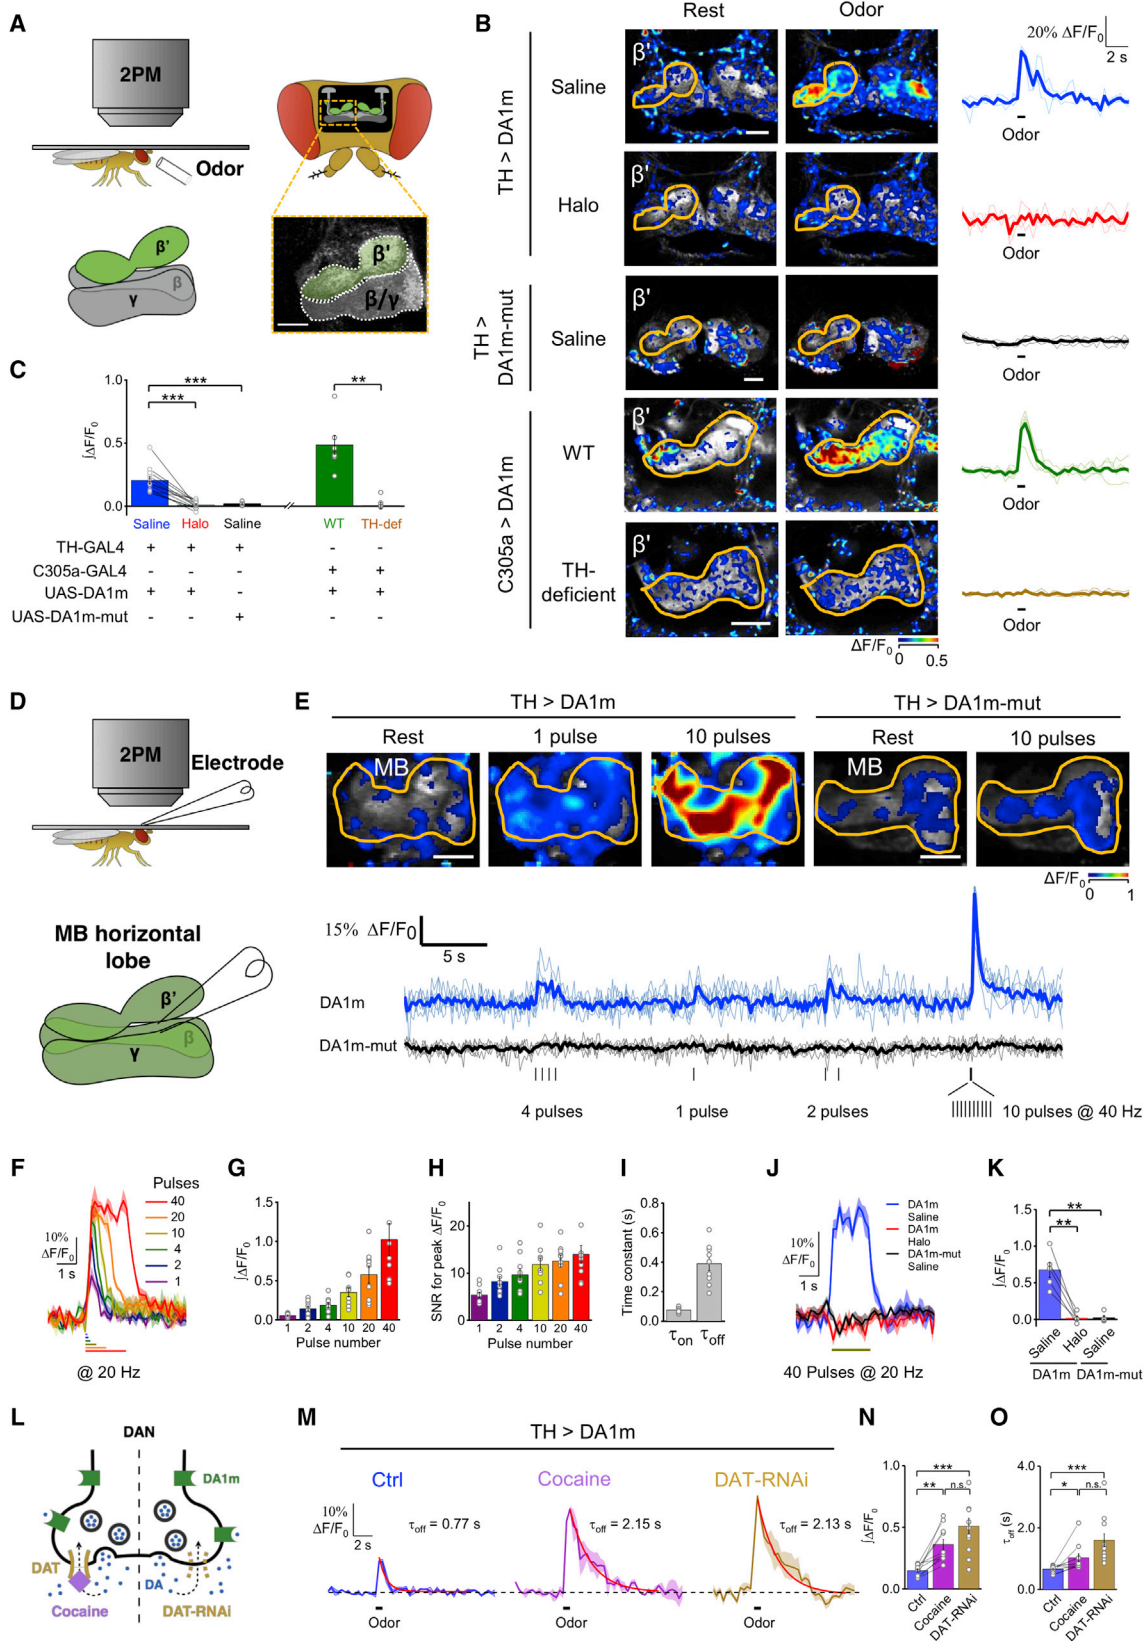 A
2PM
Odor
β'
β
γ
β'
β/γ
B
Rest
Odor
20% ΔF/F0
2 s
TH > DA1m
Saline
β'
Odor
Halo
β'
Odor
TH >
DA1m-mut
Saline
β'
Odor
C305a > DA1m
WT
β'
Odor
TH-
deficient
β'
Odor
ΔF/F0
0 0.5
C
∫ΔF/F0
1.0
0.5
0.0
*** *** **
Saline Halo Saline WT TH-def
TH-GAL4 + + + - -
C305a-GAL4 - - - + +
UAS-DA1m + + - + +
UAS-DA1m-mut - - + - -
D
2PM
Electrode
MB horizontal
lobe
β'
β
γ
E
TH > DA1m TH > DA1m-mut
Rest 1 pulse 10 pulses Rest 10 pulses
MB MB
ΔF/F0
0 1
15% ΔF/F0
5 s
DA1m
DA1m-mut
4 pulses 1 pulse 2 pulses 10 pulses @ 40 Hz
F
Pulses
40
20
10
4
2
1
10%
ΔF/F0
1 s
@ 20 Hz
G
∫ΔF/F0
1.5
1.0
0.5
0.0
1 2 4 10 20 40
Pulse number
H
SNR for peak ΔF/F0
20
10
0
1 2 4 10 20 40
Pulse number
I
Time constant (s)
0.8
0.6
0.4
0.2
0
τon τoff
J
10%
ΔF/F0
1 s
DA1m
Saline
DA1m
Halo
DA1m-mut
Saline
40 Pulses @ 20 Hz
K
∫ΔF/F0
1.5
1.0
0.5
0.0
**
**
Saline Halo Saline
DA1m DA1m-mut
L
DAN
DA1m
DAT
DA
Cocaine
DAT-RNAi
M
TH > DA1m
Ctrl Cocaine DAT-RNAi
10%
ΔF/F0
2 s
τoff = 0.77 s τoff = 2.15 s τoff = 2.13 s
Odor Odor Odor
N
∫ΔF/F0
1.0
0.5
0.0
***
** n.s.
Ctrl Cocaine DAT-RNAi
O
τoff (s)
4.0
2.0
0.0
***
* n.s.
Ctrl Cocaine DAT-RNAi